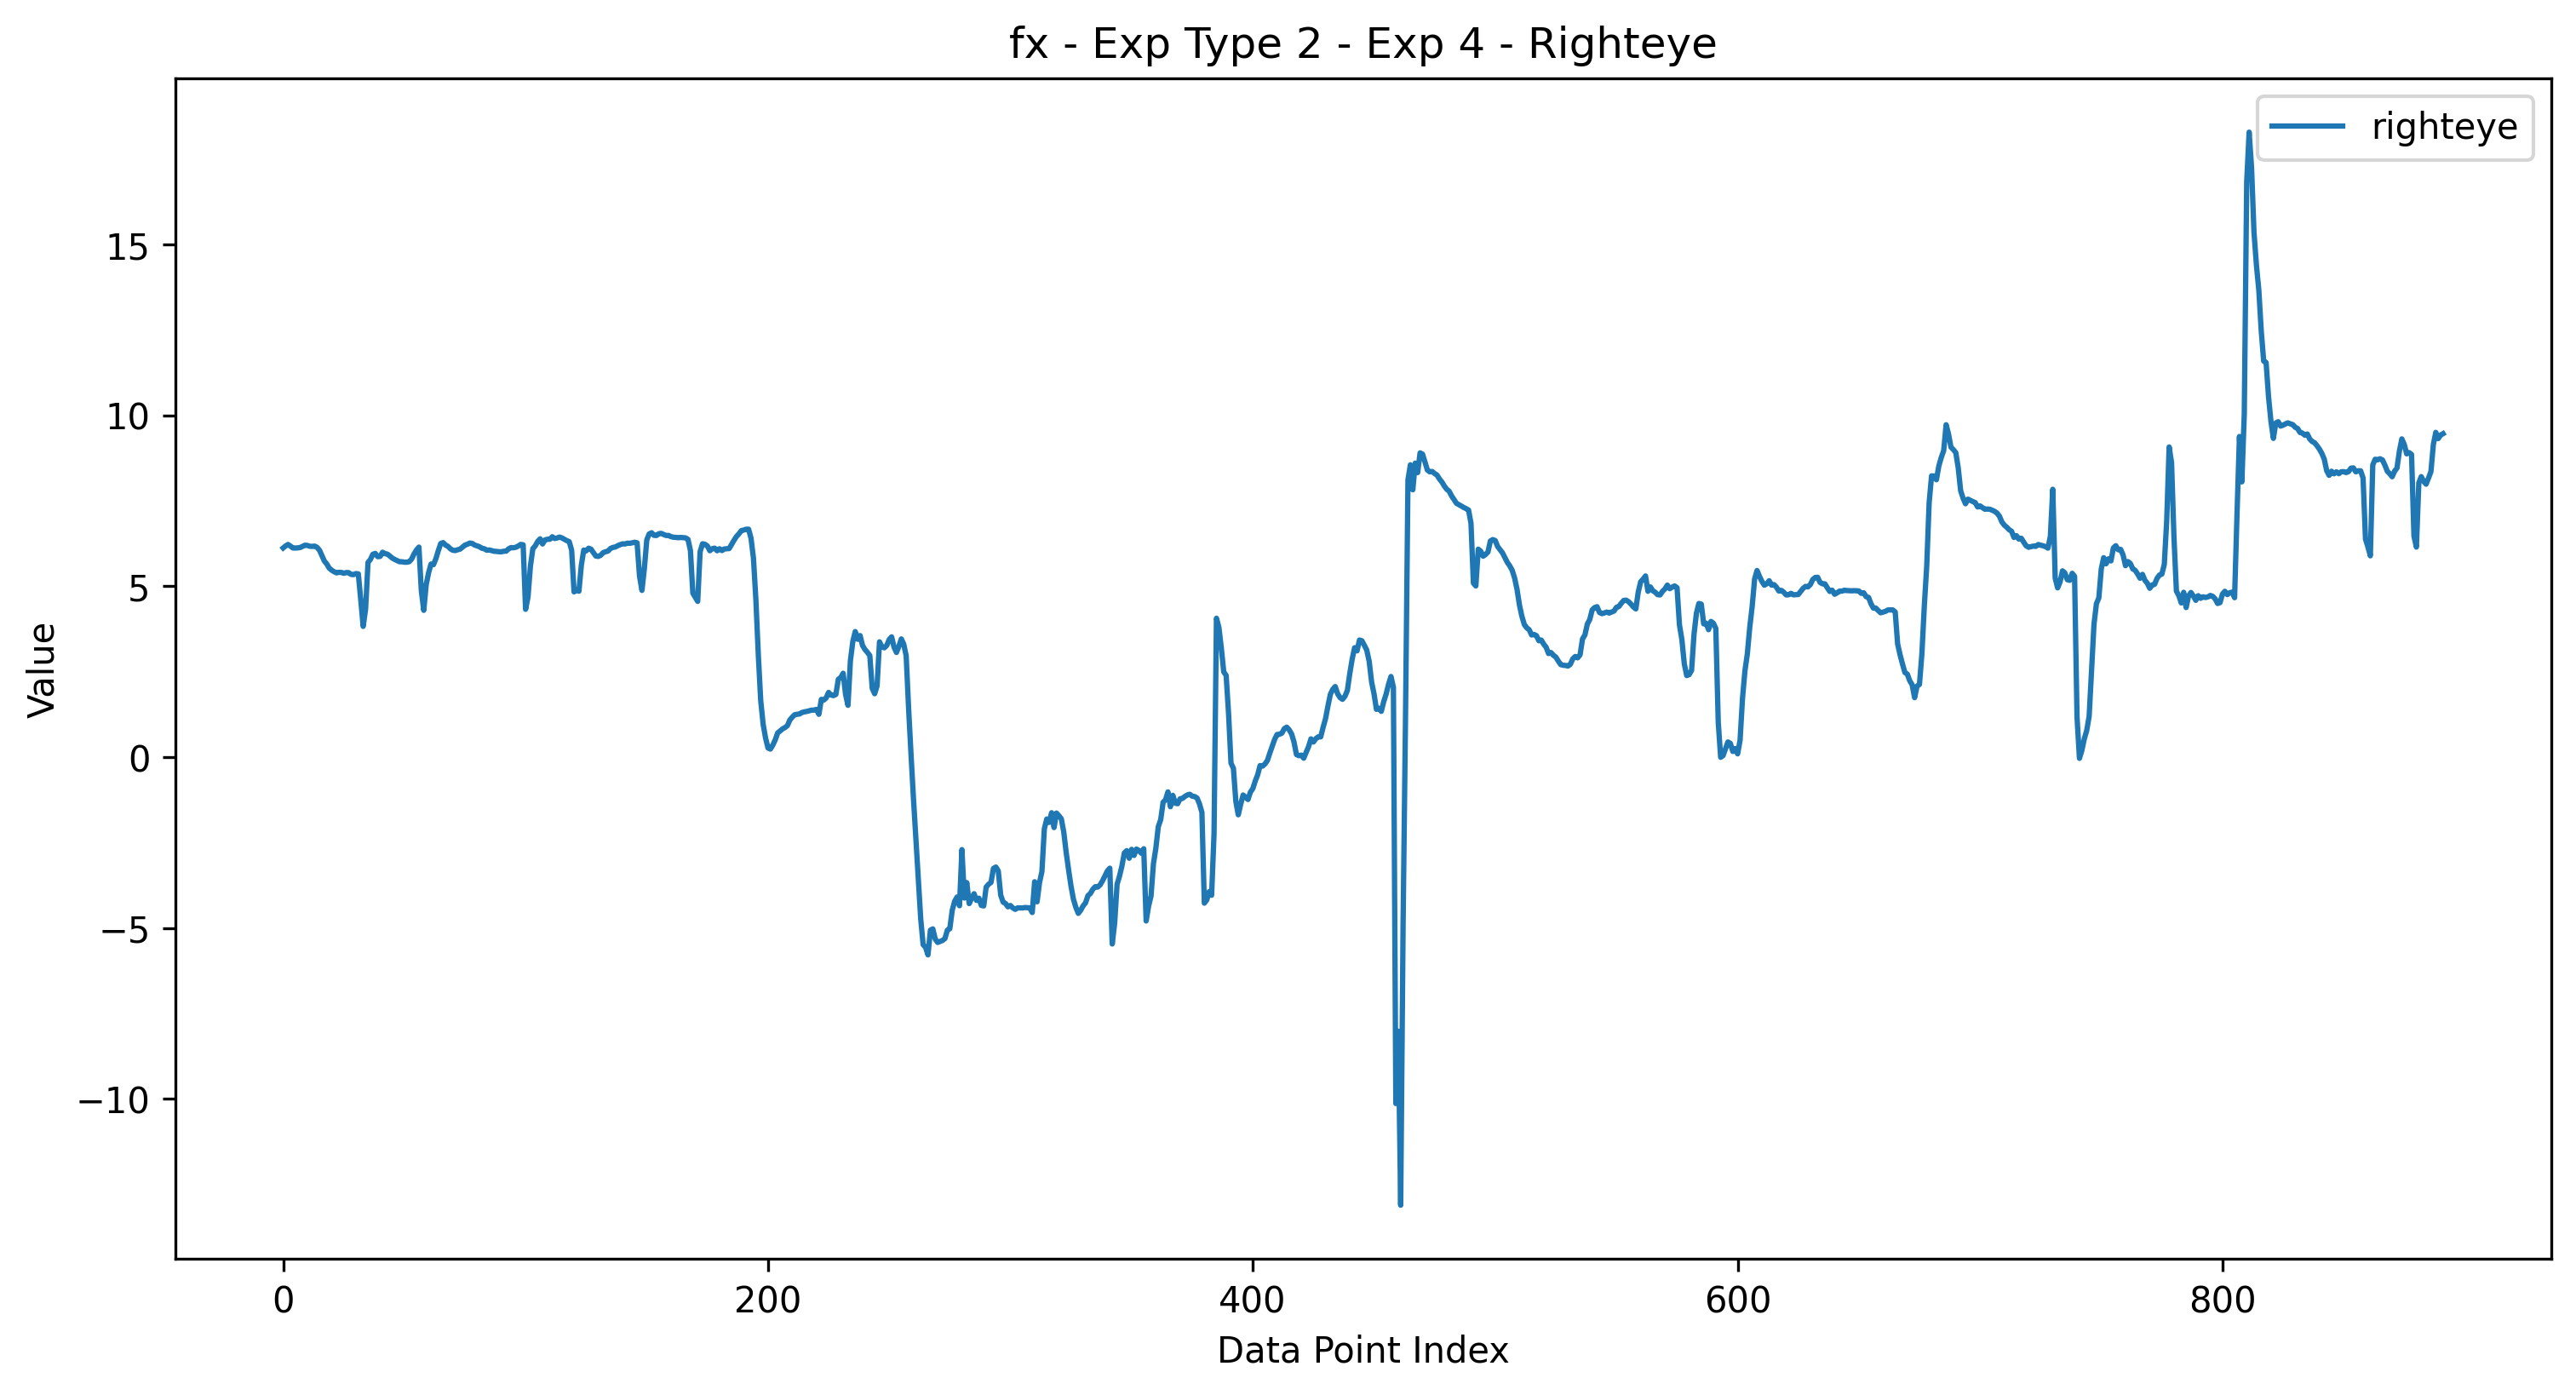 fx - Exp Type 2 - Exp 4 - Righteye
righteye
15
10
5
0
−5
−10
Value
0 200 400 600 800
Data Point Index